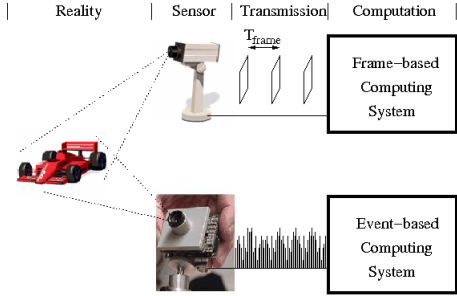 Reality Sensor Transmission Computation
T frame
Frame-based
Computing
System
Event-based
Computing
System